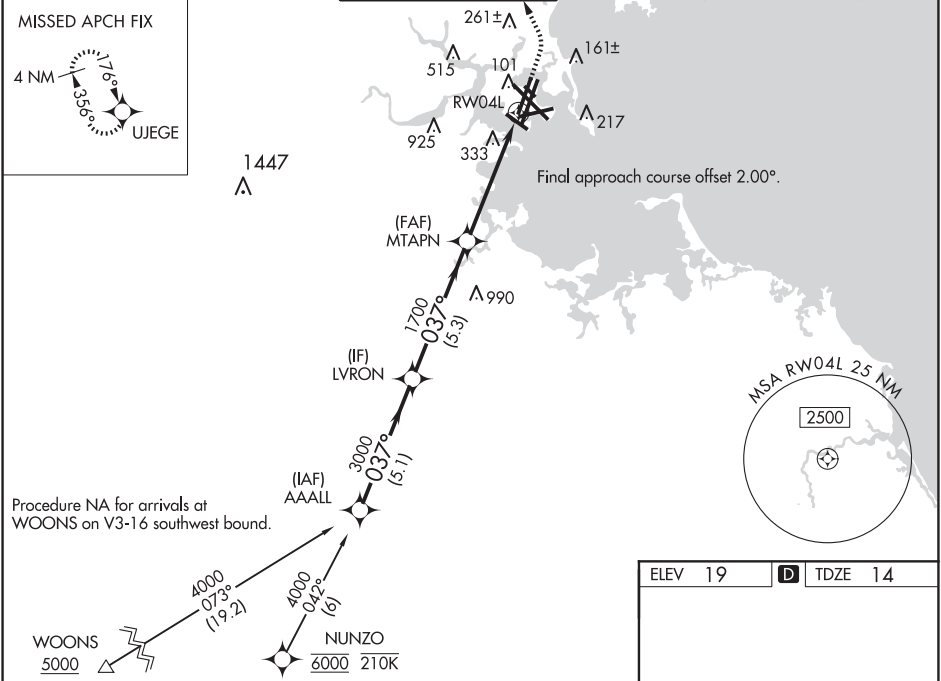 MISSED APCH FIX
4 NM
176°
356°
UJEGE
261±
515
101
161±
RW04L
925
333
217
1447
Final approach course offset 2.00°.
(FAF)
MTAPN
990
1700
037°
(5.3)
(IF)
LVRON
MSA RW04L 25 NM
2500
3000
037°
(5.1)
(IAF)
AAALL
Procedure NA for arrivals at
WOONS on V3-16 southwest bound.
4000
073°
(19.2)
4000
042°
(6)
WOONS
5000
NUNZO
6000 210K
ELEV 19 D TDZE 14